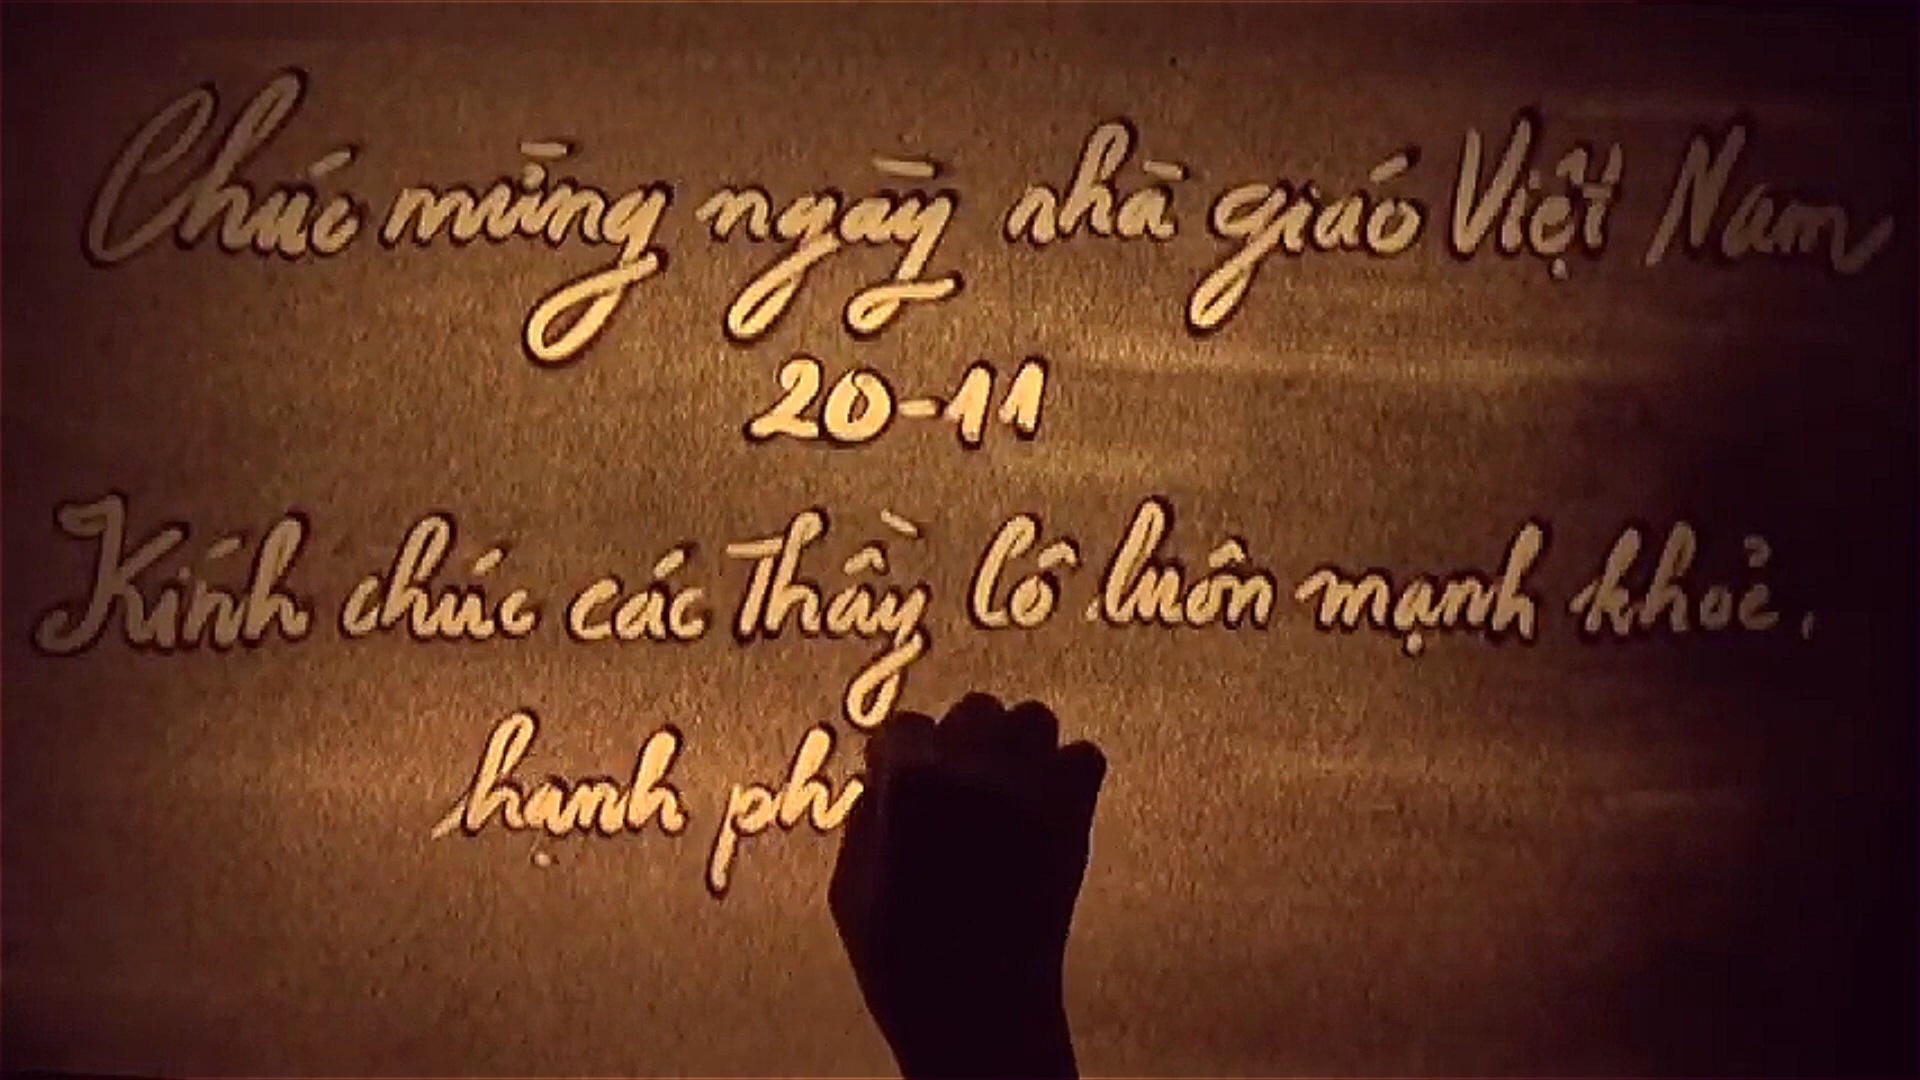 Chúc mừng ngày nhà giáo Việt Nam
20-11
Kính chúc các Thầy Cô luôn mạnh khoẻ,
hạnh ph